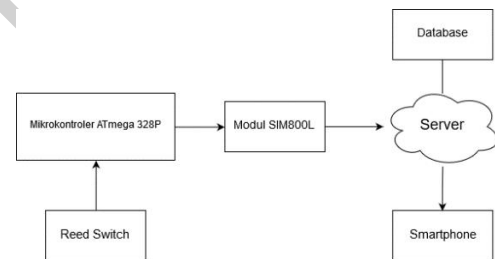 Database
Mikrokontroler ATmega 328P
Modul SIM800L
Server
Reed Switch
Smartphone